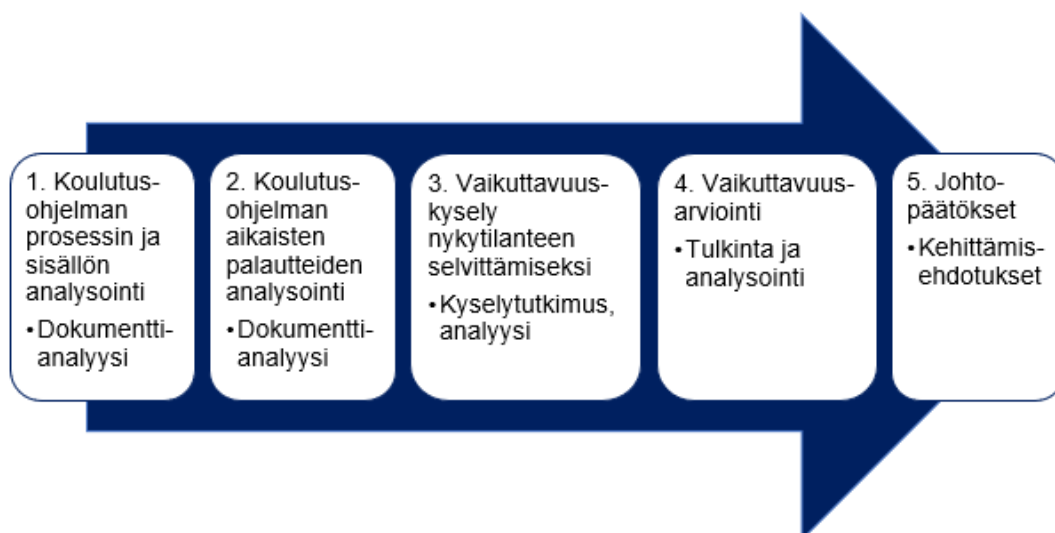 1. Koulutus-
ohjelman
prosessin ja
sisällön
analysointi
•Dokumentti-
analyysi
2. Koulutus-
ohjelman
aikaisten
palautteiden
analysointi
•Dokumentti-
analyysi
3. Vaikuttavuus-
kysely
nykytilanteen
selvittämiseksi
•Kyselytutkimus,
analyysi
4. Vaikuttavuus-
arviointi
•Tulkinta ja
analysointi
5. Johto-
päätökset
•Kehittämis-
ehdotukset